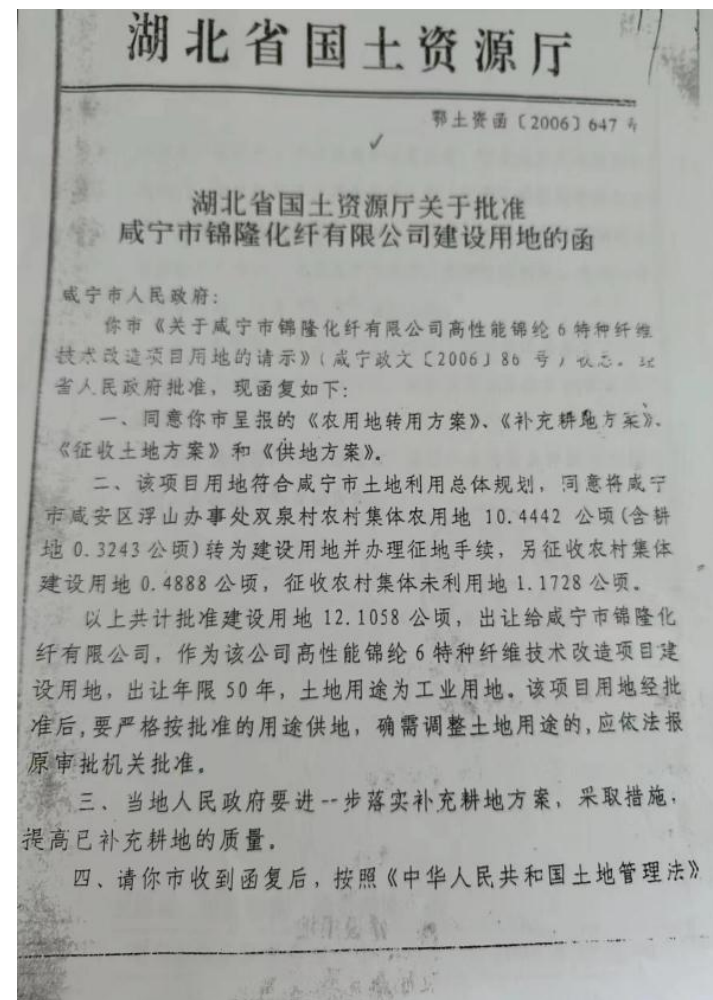 湖北省国土资源厅
鄂土资函〔2006〕647号
湖北省国土资源厅关于批准
咸宁市锦隆化纤有限公司建设用地的函
咸宁市人民政府：
你市《关于咸宁市锦隆化纤有限公司高性能锦纶6特种纤维
技术改造项目用地的请示》(咸宁政文〔2006〕86号)收悉。经
省人民政府批准，现函复如下：
一、同意你市呈报的《农用地转用方案》、《补充耕地方案》、
《征收土地方案》和《供地方案》。
二、该项目用地符合咸宁市土地利用总体规划，同意将咸宁
市咸安区浮山办事处双泉村农村集体农用地10.4442公顷(含耕
地0.3243公顷)转为建设用地并办理征地手续，另征收农村集体
建设用地0.4888公顷，征收农村集体未利用地1.1728公顷。
以上共计批准建设用地12.1058公顷，出让给咸宁市锦隆化
纤有限公司，作为该公司高性能锦纶6特种纤维技术改造项目建
设用地，出让年限50年，土地用途为工业用地。该项目用地经批
准后,要严格按批准的用途供地，确需调整土地用途的,应依法报
原审批机关批准。
三、当地人民政府要进一步落实补充耕地方案，采取措施，
提高已补充耕地的质量。
四、请你市收到函复后，按照《中华人民共和国土地管理法》